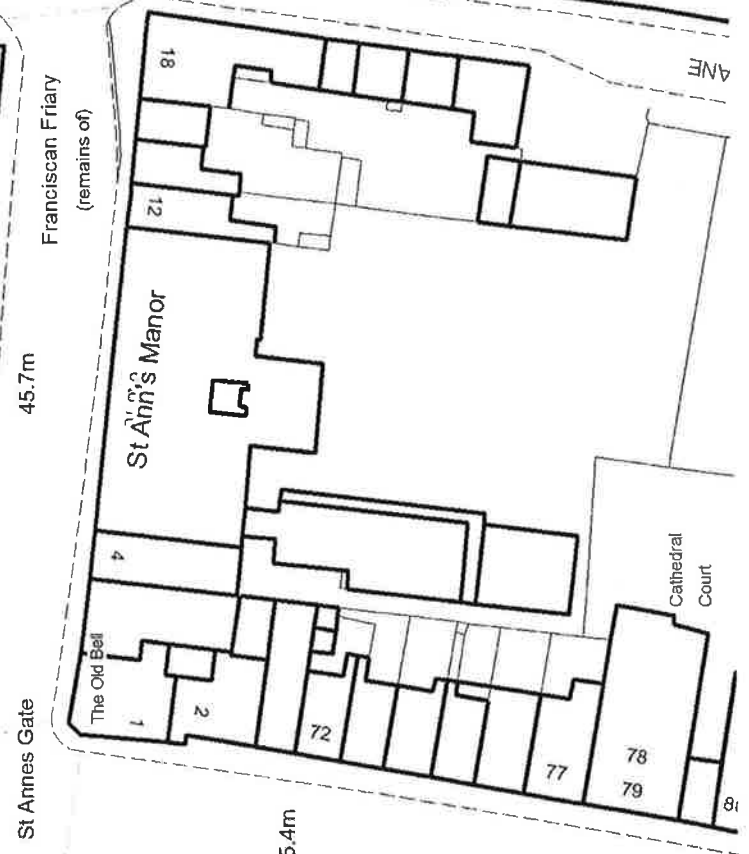 ANE
18
Franciscan Friary
(remains of)
12
45.7m
St Ann's Manor
4
Cathedral
Court
The Old Bell
1
2
St Annes Gate
72
77
78
79
5.4m